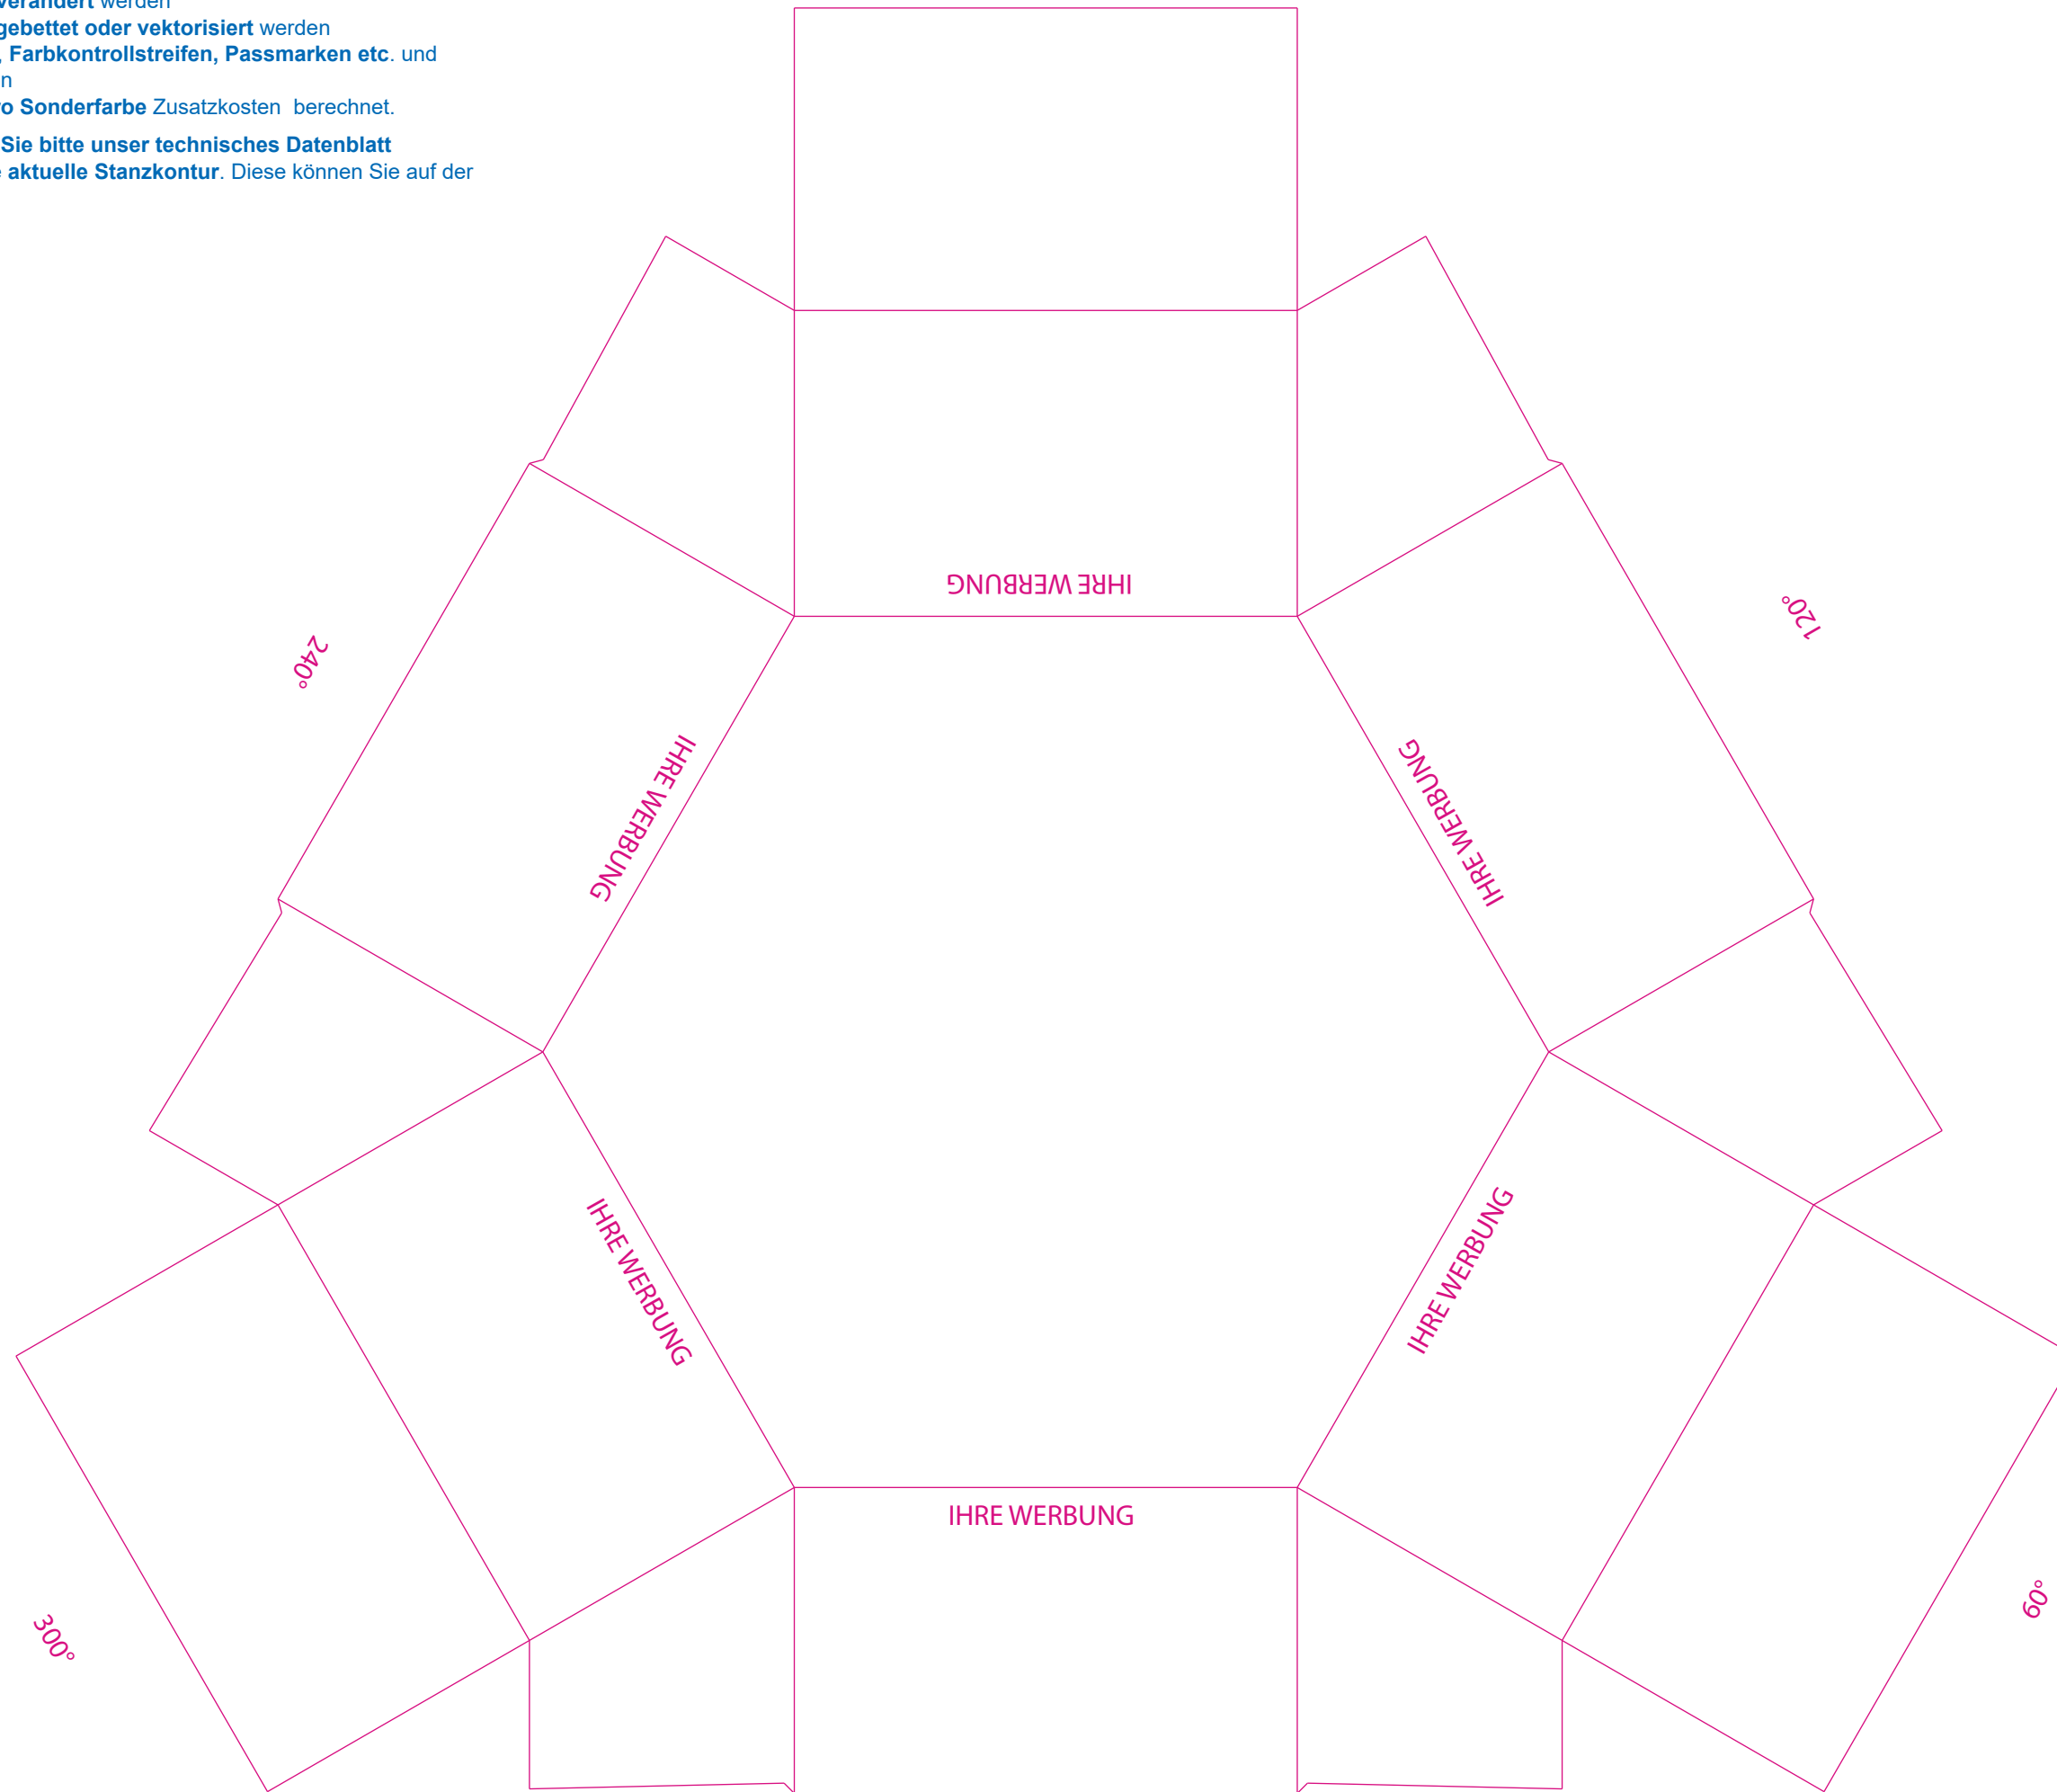 verändert werden
gebettet oder vektorisiert werden
, Farbkontrollstreifen, Passmarken etc. und
n
o Sonderfarbe Zusatzkosten berechnet.
Sie bitte unser technisches Datenblatt
e aktuelle Stanzkontur. Diese können Sie auf der
IHRE WERBUNG
120°
240°
IHRE WERBUNG
IHRE WERBUNG
IHRE WERBUNG
IHRE WERBUNG
IHRE WERBUNG
60°
300°